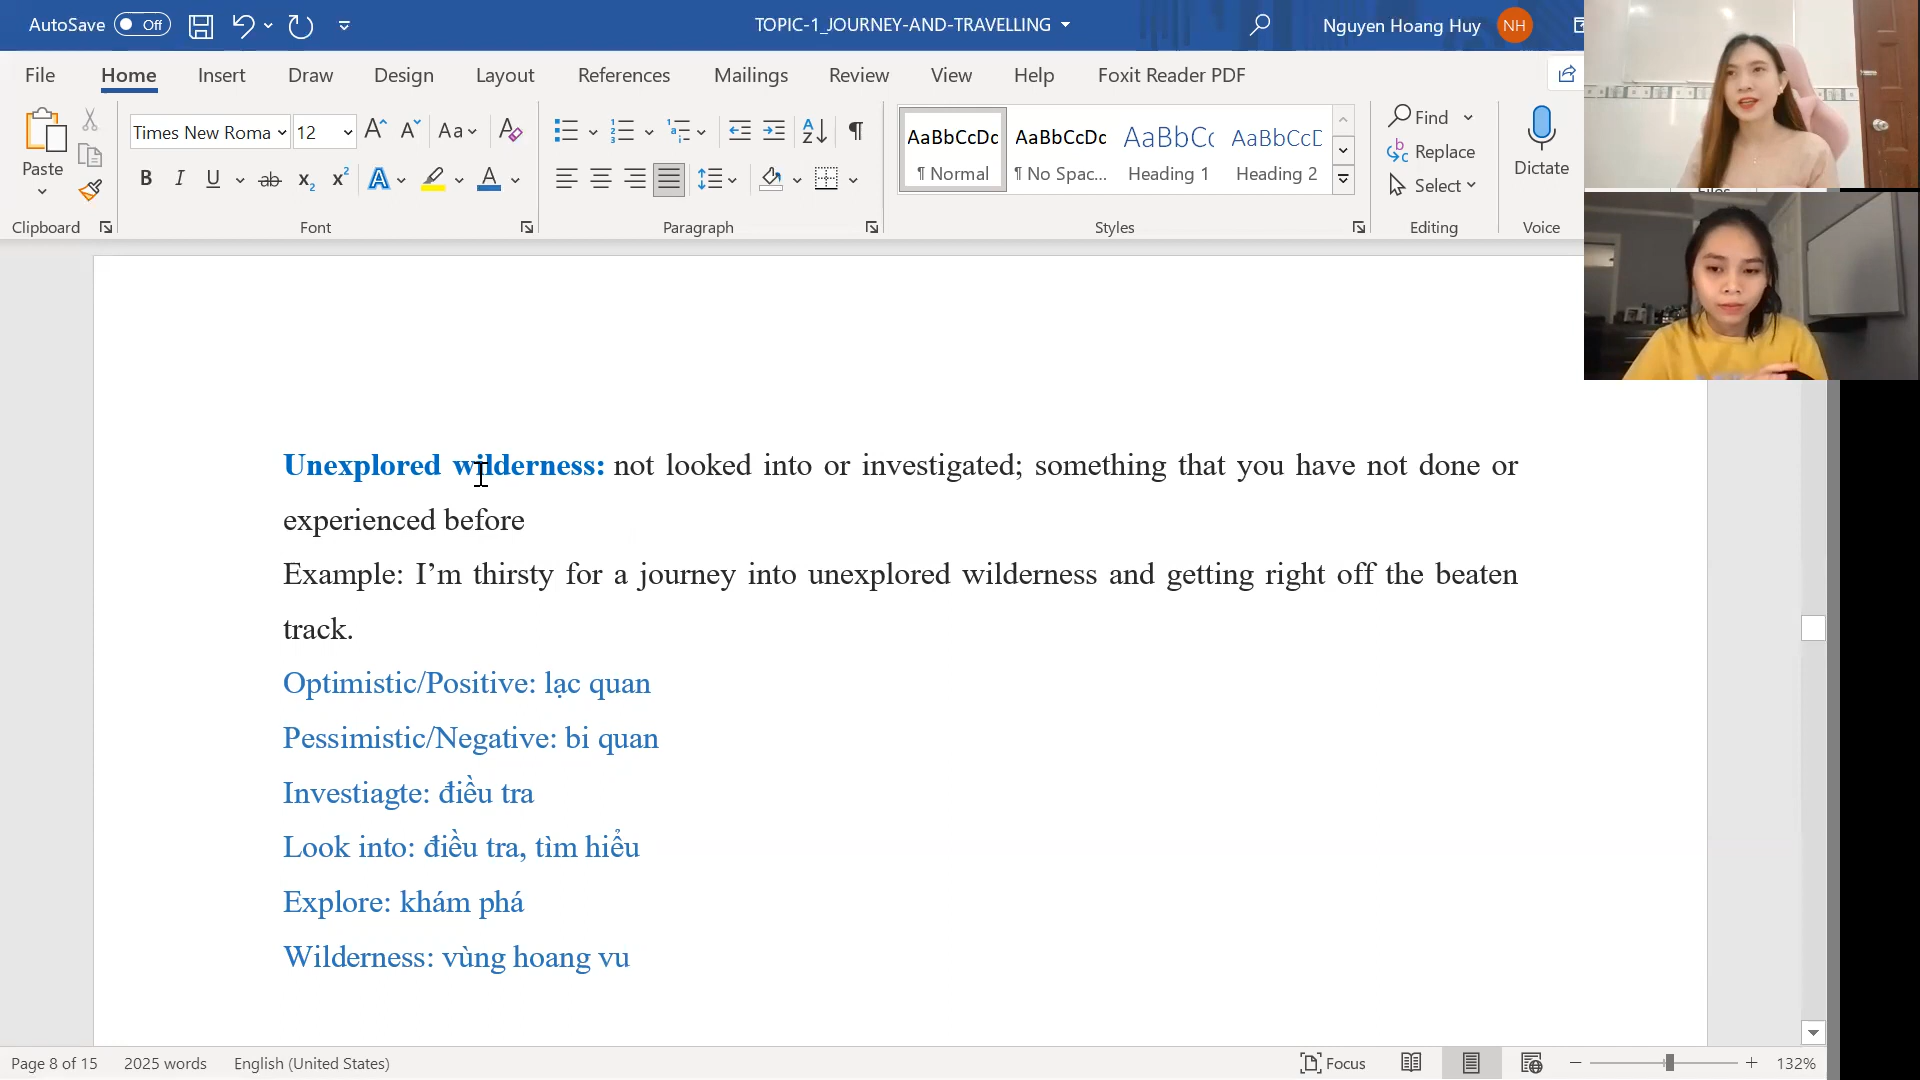 AutoSave Off TOPIC-1_JOURNEY-AND-TRAVELLING Nguyen Hoang Huy NH
File Home Insert Draw Design Layout References Mailings Review View Help Foxit Reader PDF
Times New Roma 12 Aa
AaBbCcDc AaBbCcDc AaBbCc AaBbCcD
¶ Normal ¶ No Spac... Heading 1 Heading 2
Paste
B I U ab x₂ x² A A
Find
Replace
Select
Dictate
Clipboard Font Paragraph Styles Editing Voice
Unexplored wilderness: not looked into or investigated; something that you have not done or
experienced before
Example: I’m thirsty for a journey into unexplored wilderness and getting right off the beaten
track.
Optimistic/Positive: lạc quan
Pessimistic/Negative: bi quan
Investiagte: điều tra
Look into: điều tra, tìm hiểu
Explore: khám phá
Wilderness: vùng hoang vu
Page 8 of 15 2025 words English (United States) Focus 132%